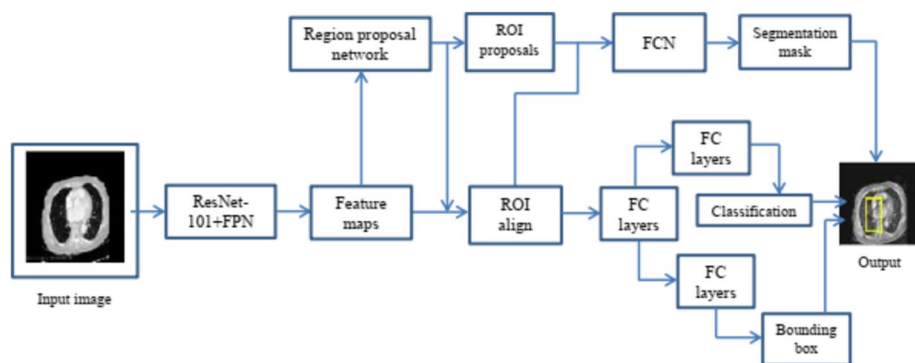 Region proposal
network
ROI
proposals
FCN
Segmentation
mask
FC
layers
ResNet-
101+FPN
Feature
maps
ROI
align
FC
layers
Classification
Input image
FC
layers
Output
Bounding
box